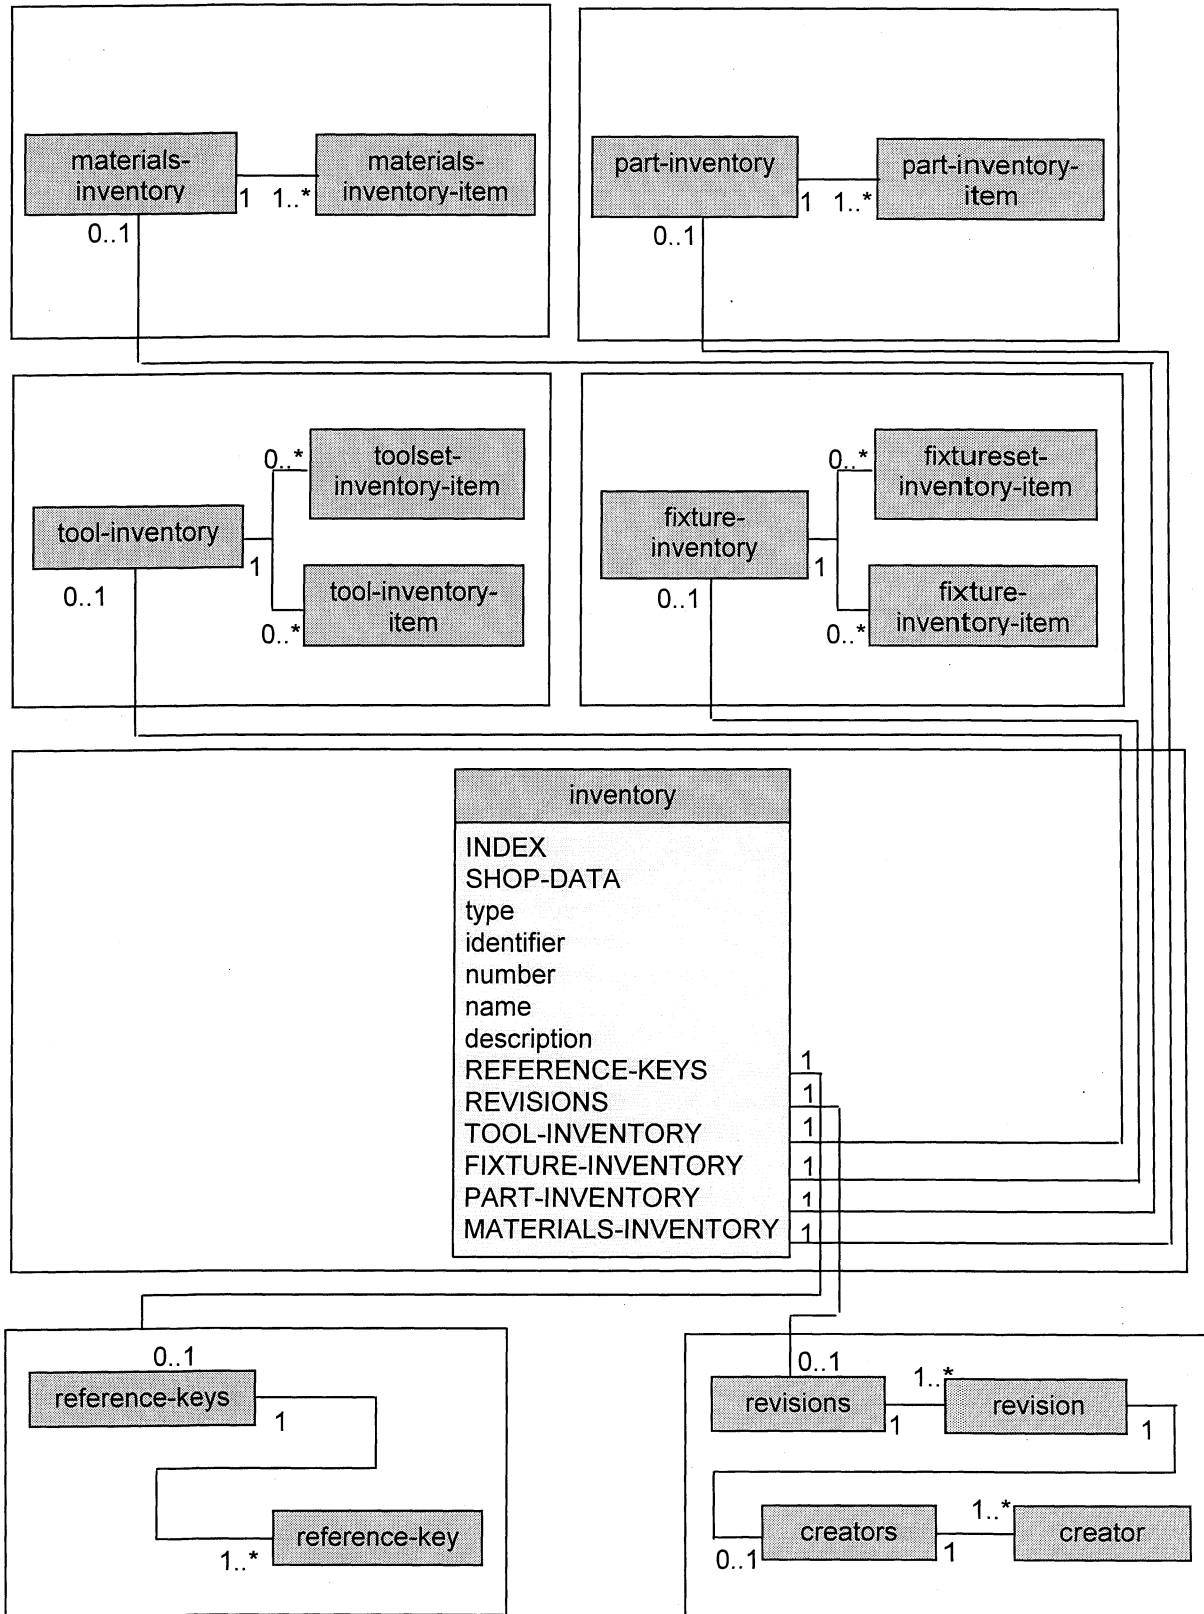 materials-
inventory
1
1..*
materials-
inventory-item
0..1
part-inventory
1
1..*
part-inventory-
item
0..1
0..*
toolset-
inventory-item
tool-inventory
1
0..1
tool-inventory-
item
0..*
0..*
fixtureset-
inventory-item
fixture-
inventory
1
0..1
fixture-
inventory-item
0..*
inventory
INDEX
SHOP-DATA
type
identifier
number
name
description
REFERENCE-KEYS 1
REVISIONS 1
TOOL-INVENTORY 1
FIXTURE-INVENTORY 1
PART-INVENTORY 1
MATERIALS-INVENTORY 1
0..1
reference-keys
1
reference-key
1..*
0..1
revisions
1
1..*
revision
1
0..1
creators
1
1..*
creator